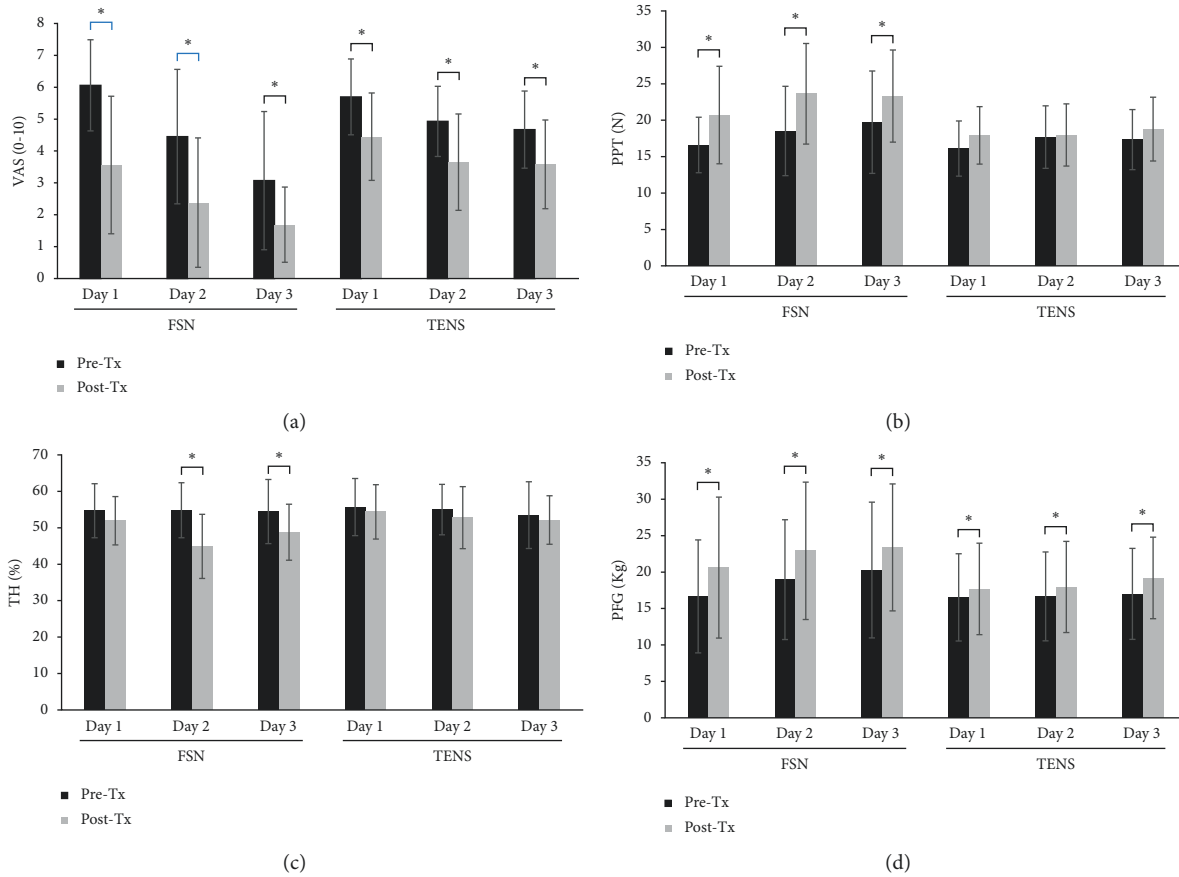 8
7
6
5
4
3
2
1
0
VAS (0-10)
* * * * * *
Day 1 Day 2 Day 3 Day 1 Day 2 Day 3
FSN TENS
Pre-Tx
Post-Tx
(a)
35
30
25
20
15
10
5
0
PPT (N)
* * *
Day 1 Day 2 Day 3 Day 1 Day 2 Day 3
FSN TENS
Pre-Tx
Post-Tx
(b)
70
60
50
40
30
20
10
0
TH (%)
* *
Day 1 Day 2 Day 3 Day 1 Day 2 Day 3
FSN TENS
Pre-Tx
Post-Tx
(c)
35
30
25
20
15
10
5
0
PFG (Kg)
* * * * * *
Day 1 Day 2 Day 3 Day 1 Day 2 Day 3
FSN TENS
Pre-Tx
Post-Tx
(d)